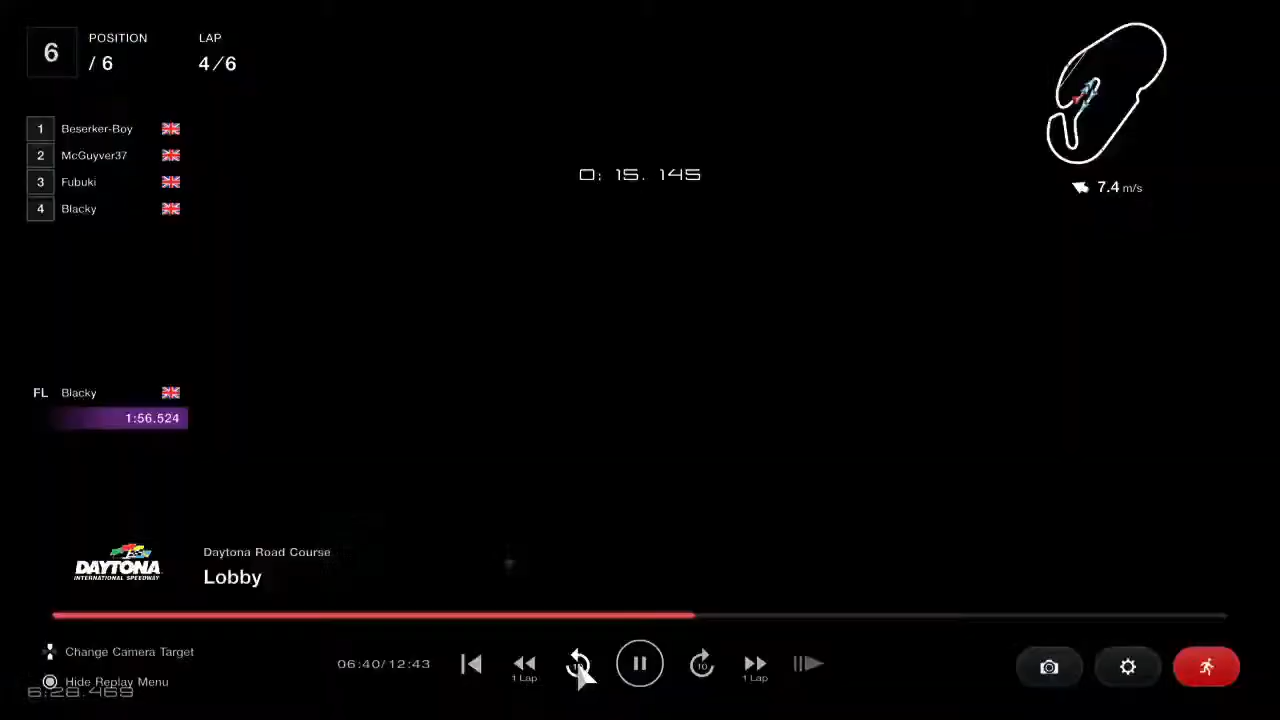 6
POSITION
/ 6
LAP
4/6
1 Beserker-Boy
2 McGuyver37
3 Fubuki
4 Blacky
FL Blacky
1:56.524
0: 15. 145
7.4 m/s
DAYTONA
INTERNATIONAL SPEEDWAY
Daytona Road Course
Lobby
Change Camera Target
Hide Replay Menu
6:28.469
06:40/12:43
1 Lap
10
10
1 Lap